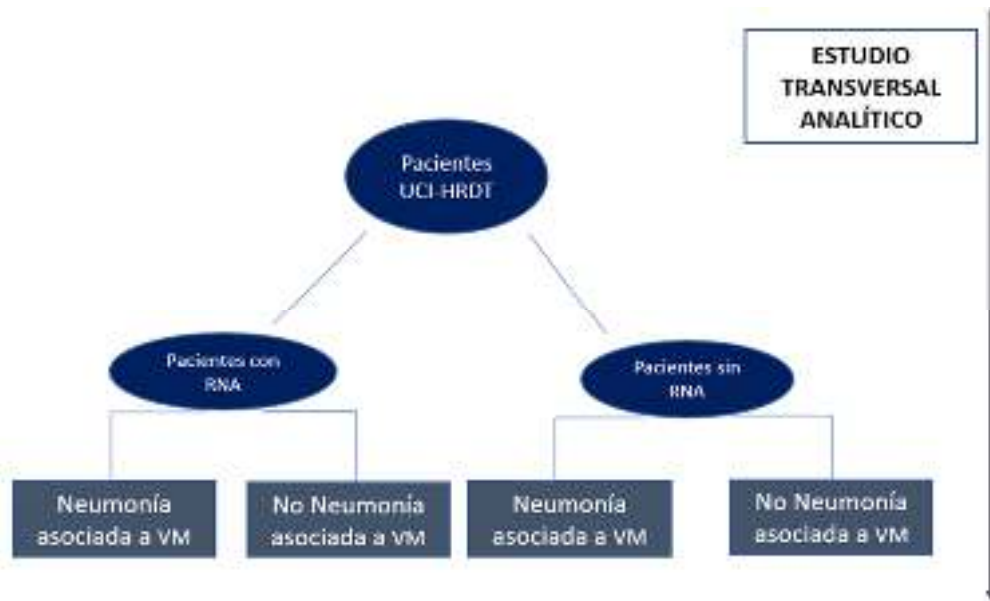 ESTUDIO
TRANSVERSAL
ANALÍTICO
Pacientes
UCI-HRDT
Pacientes con
RNA
Pacientes sin
RNA
Neumonía
asociada a VM
No Neumonía
asociada a VM
Neumonía
asociada a VM
No Neumonía
asociada a VM